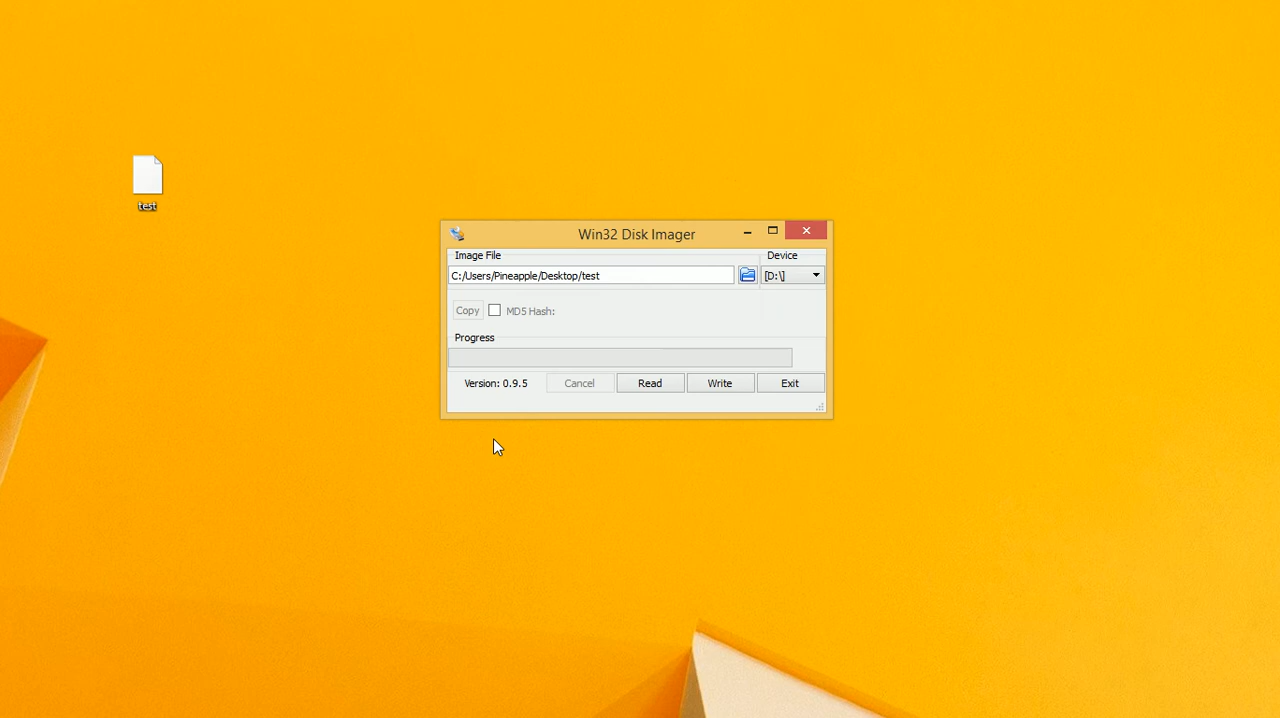 test
Win32 Disk Imager
Image File
Device
C:/Users/Pineapple/Desktop/test
[D:\]
Copy
MD5 Hash:
Progress
Version: 0.9.5
Cancel
Read
Write
Exit